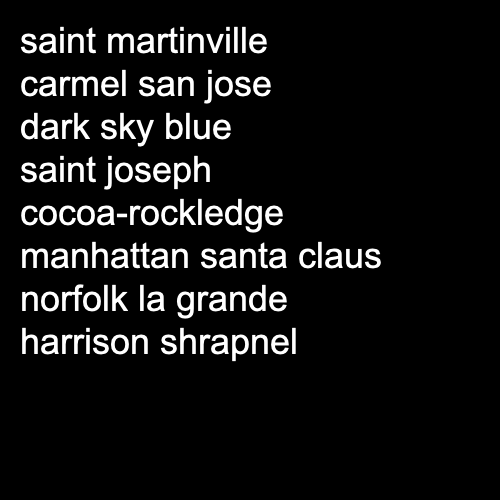 saint martinville
carmel san jose
dark sky blue
saint joseph
cocoa-rockledge
manhattan santa claus
norfolk la grande
harrison shrapnel